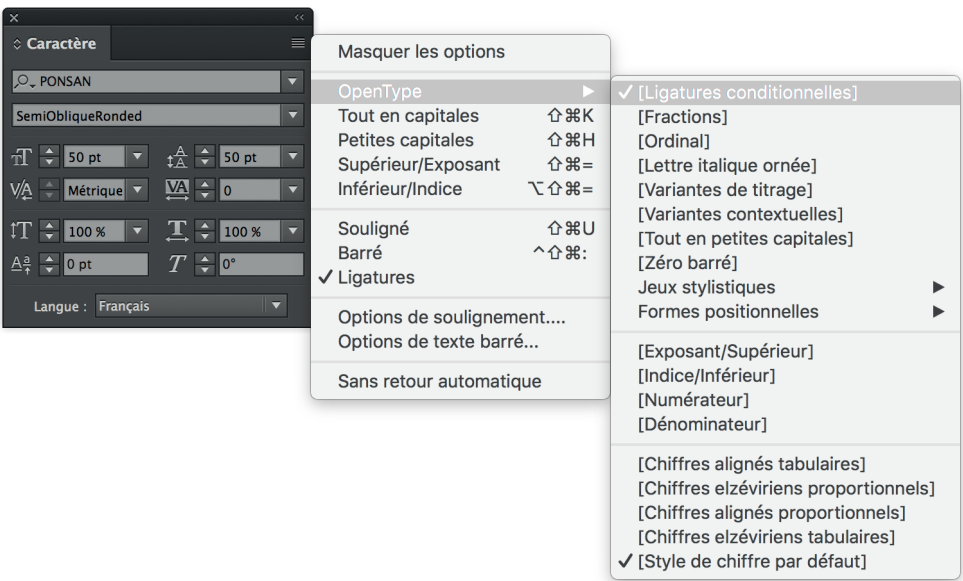 Caractère
PONSAN
SemiObliqueRonded
50 pt
50 pt
Métrique
0
100 %
100 %
0 pt
0°
Langue : Français
Masquer les options
OpenType
Tout en capitales ⇧⌘K
Petites capitales ⇧⌘H
Supérieur/Exposant ⇧⌘=
Inférieur/Indice ⌥⇧⌘=
Souligné ⇧⌘U
Barré ^⇧⌘:
✓ Ligatures
Options de soulignement....
Options de texte barré...
Sans retour automatique
✓ [Ligatures conditionnelles]
[Fractions]
[Ordinal]
[Lettre italique ornée]
[Variantes de titrage]
[Variantes contextuelles]
[Tout en petites capitales]
[Zéro barré]
Jeux stylistiques
Formes positionnelles
[Exposant/Supérieur]
[Indice/Inférieur]
[Numérateur]
[Dénominateur]
[Chiffres alignés tabulaires]
[Chiffres elzéviriens proportionnels]
[Chiffres alignés proportionnels]
[Chiffres elzéviriens tabulaires]
✓ [Style de chiffre par défaut]